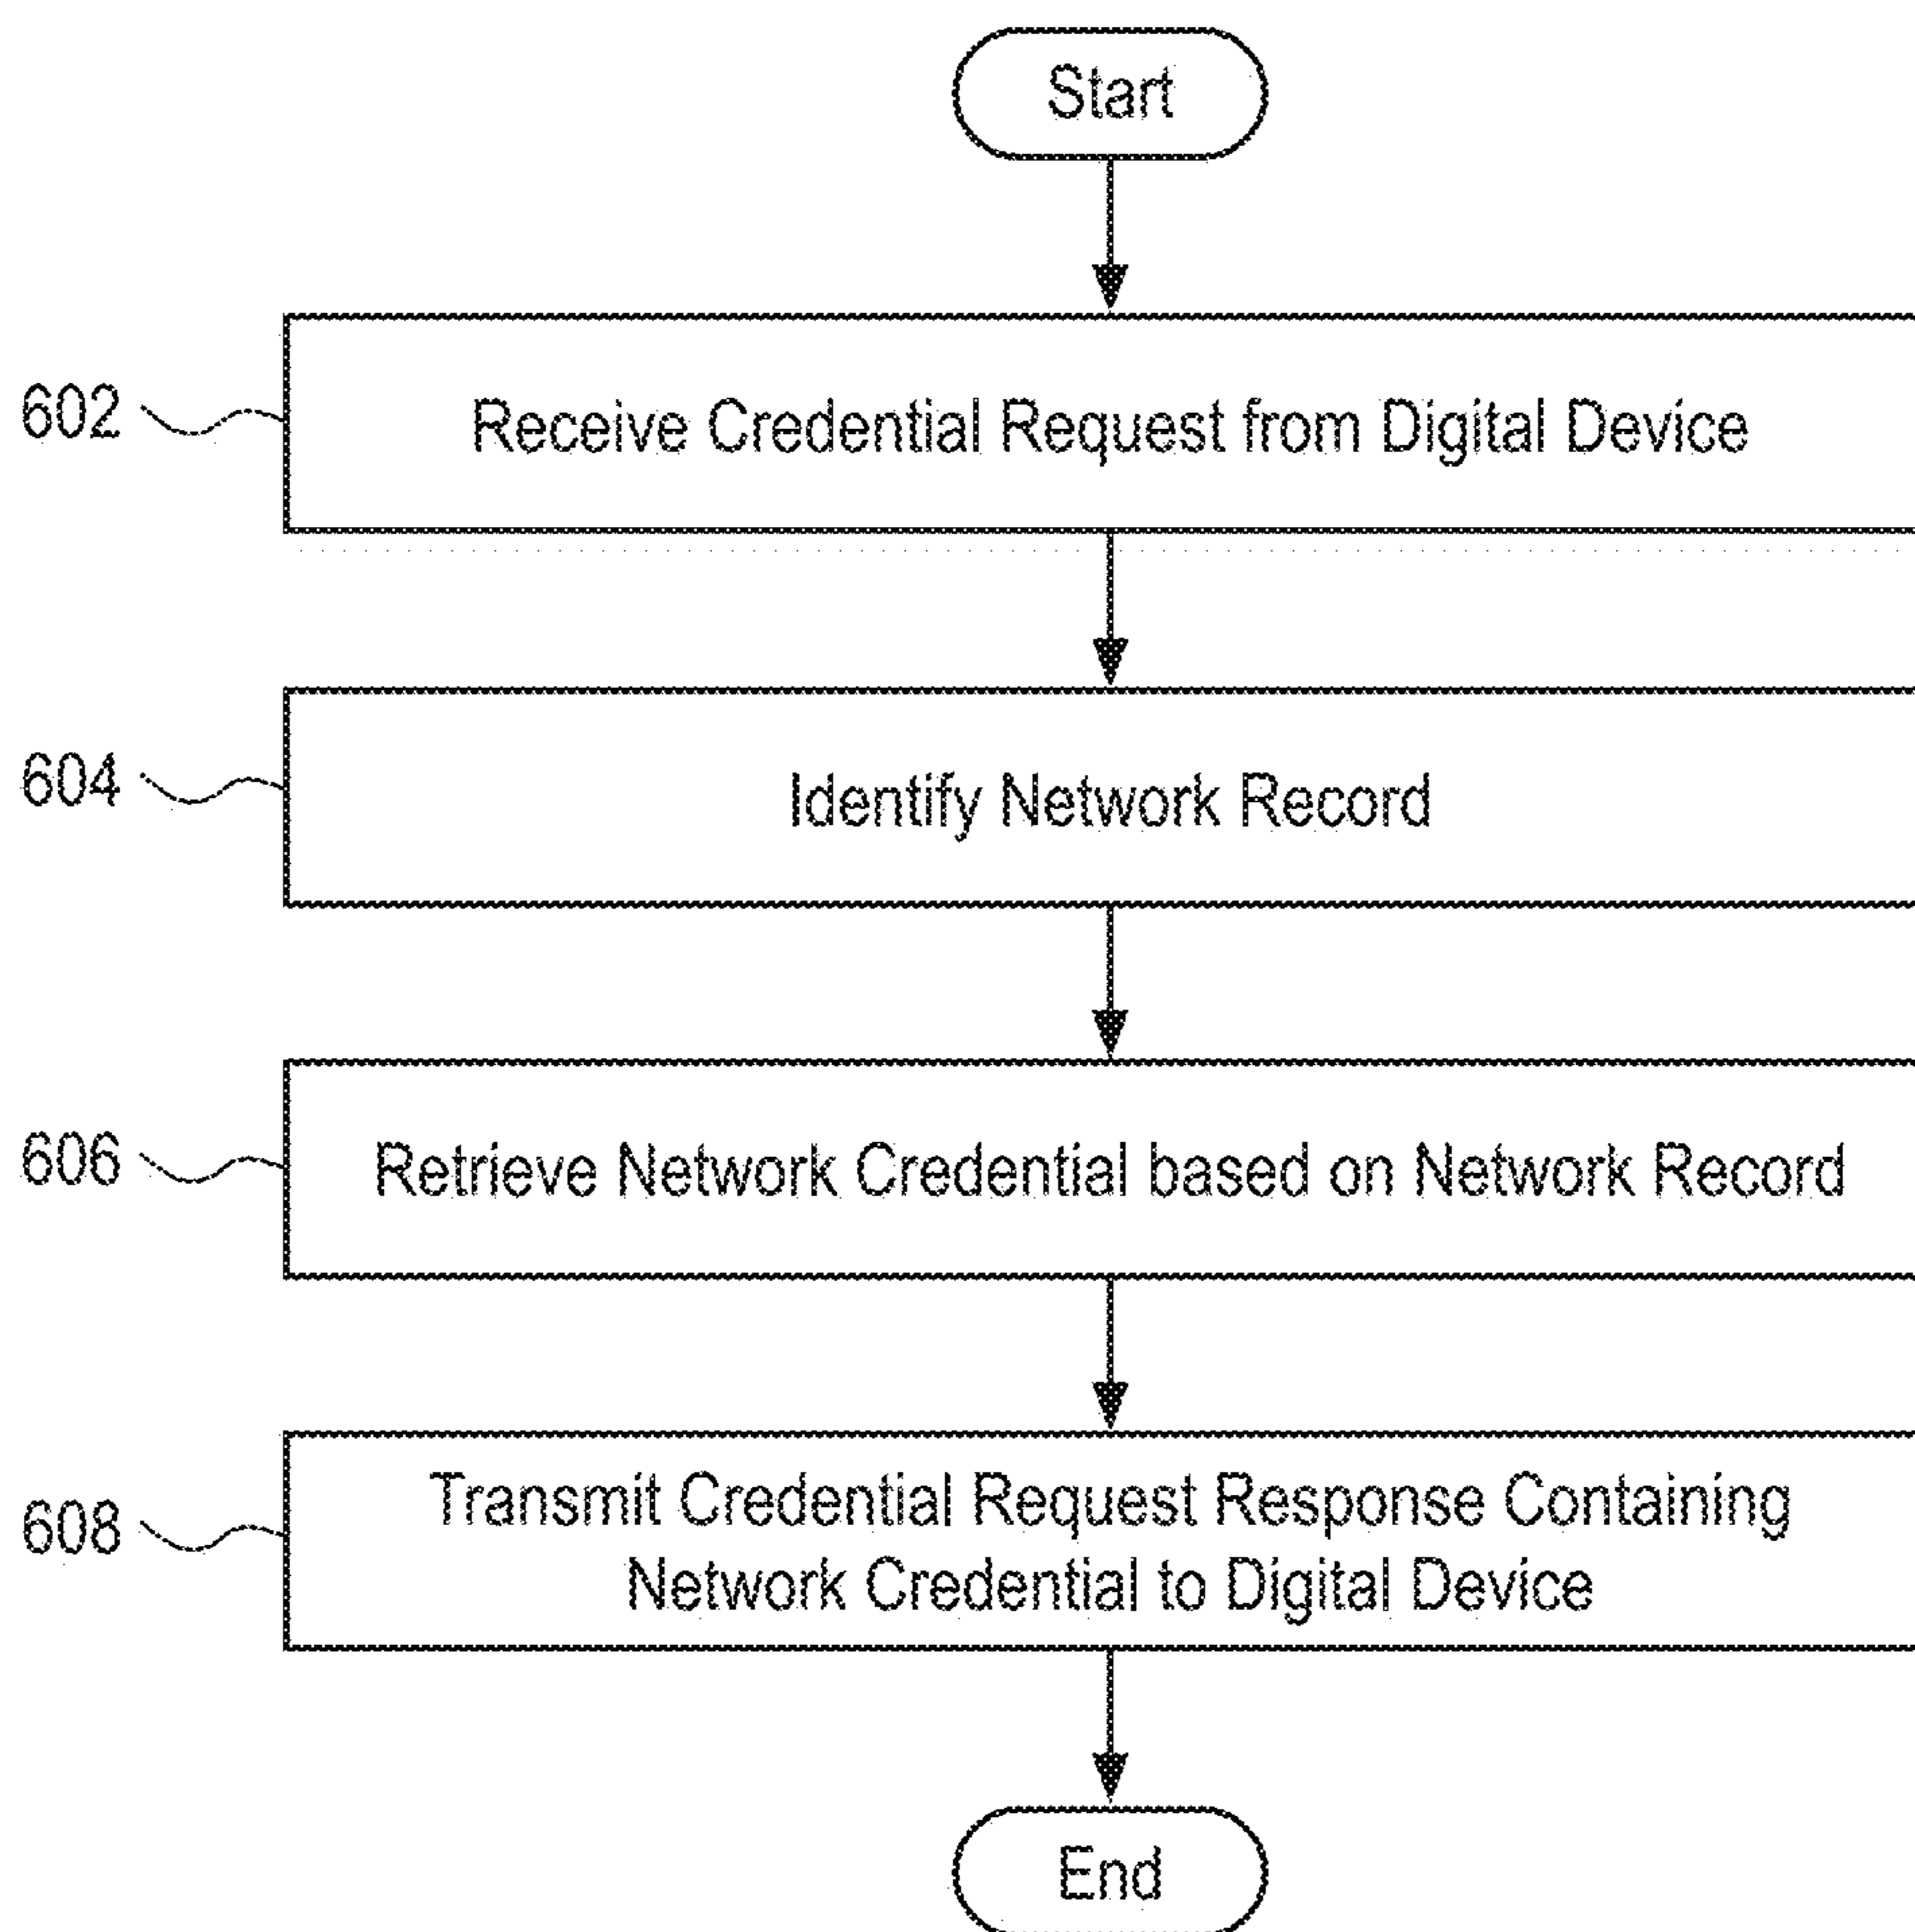 Start
602
Receive Credential Request from Digital Device
604
Identify Network Record
606
Retrieve Network Credential based on Network Record
608
Transmit Credential Request Response Containing
Network Credential to Digital Device
End